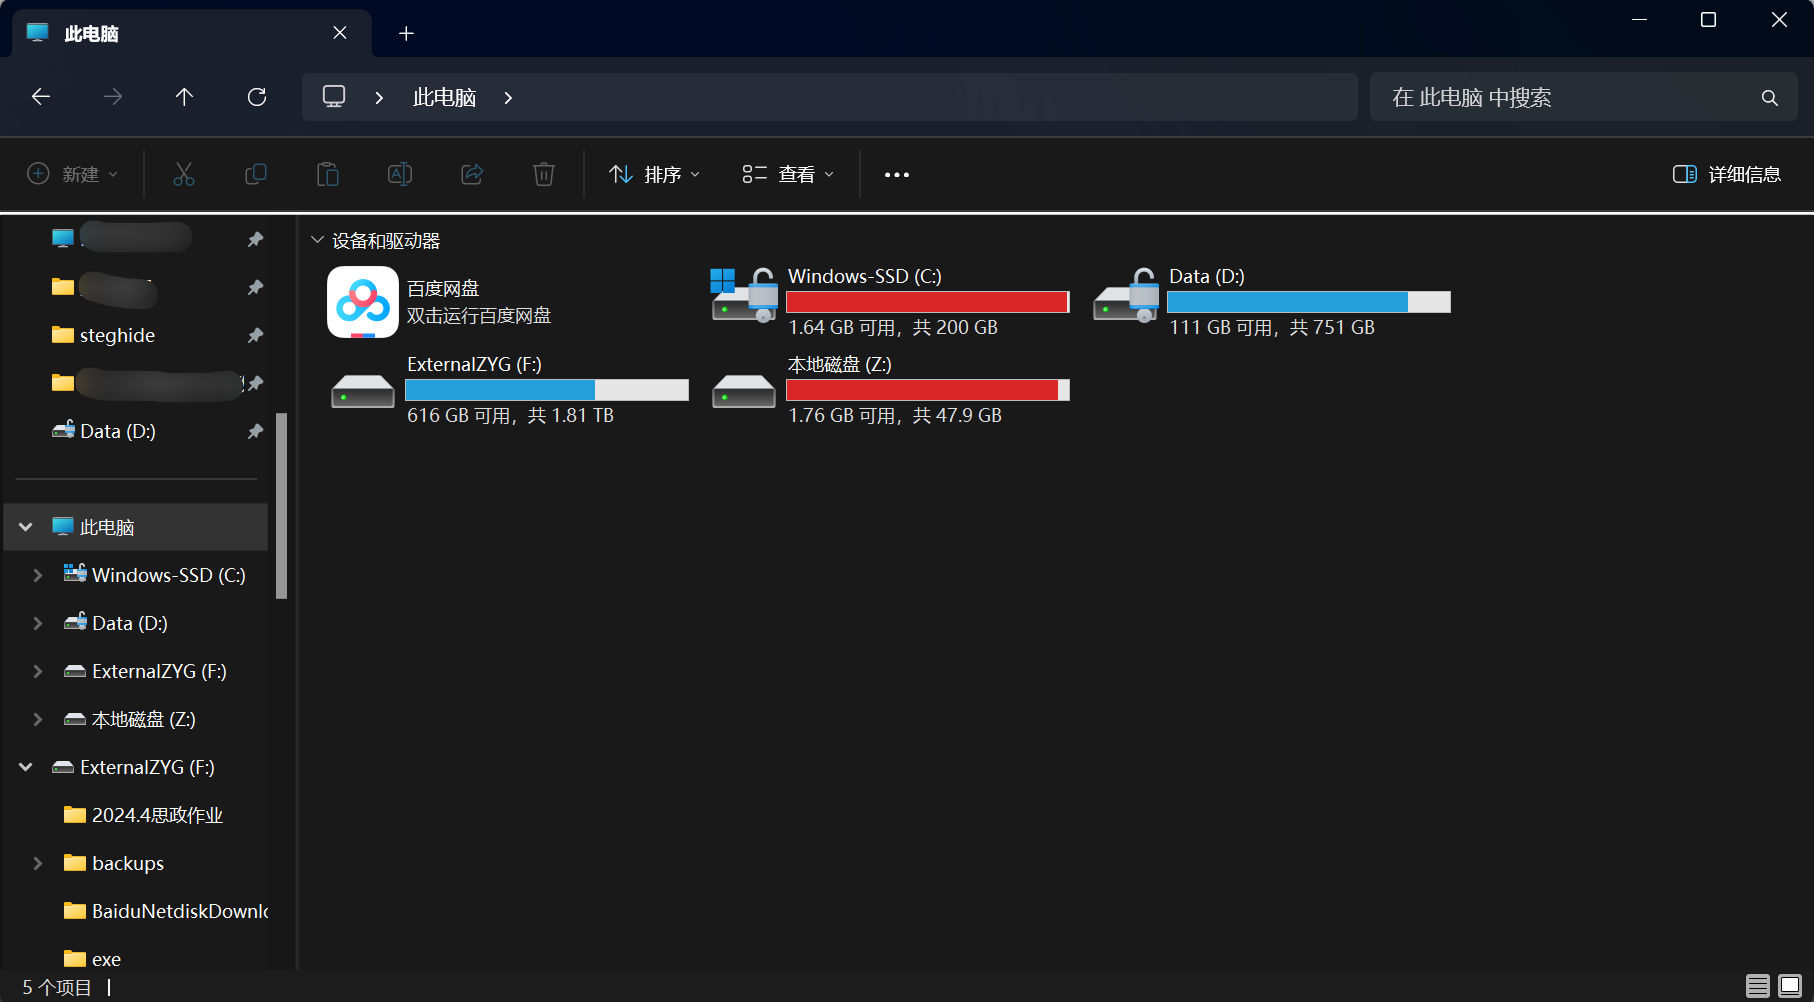 此电脑
此电脑
在 此电脑 中搜索
新建
排序
查看
详细信息
steghide
Data (D:)
此电脑
Windows-SSD (C:)
Data (D:)
ExternalZYG (F:)
本地磁盘 (Z:)
ExternalZYG (F:)
2024.4思政作业
backups
BaiduNetdiskDownlo
exe
设备和驱动器
百度网盘
双击运行百度网盘
Windows-SSD (C:)
1.64 GB 可用，共 200 GB
Data (D:)
111 GB 可用，共 751 GB
ExternalZYG (F:)
616 GB 可用，共 1.81 TB
本地磁盘 (Z:)
1.76 GB 可用，共 47.9 GB
5 个项目